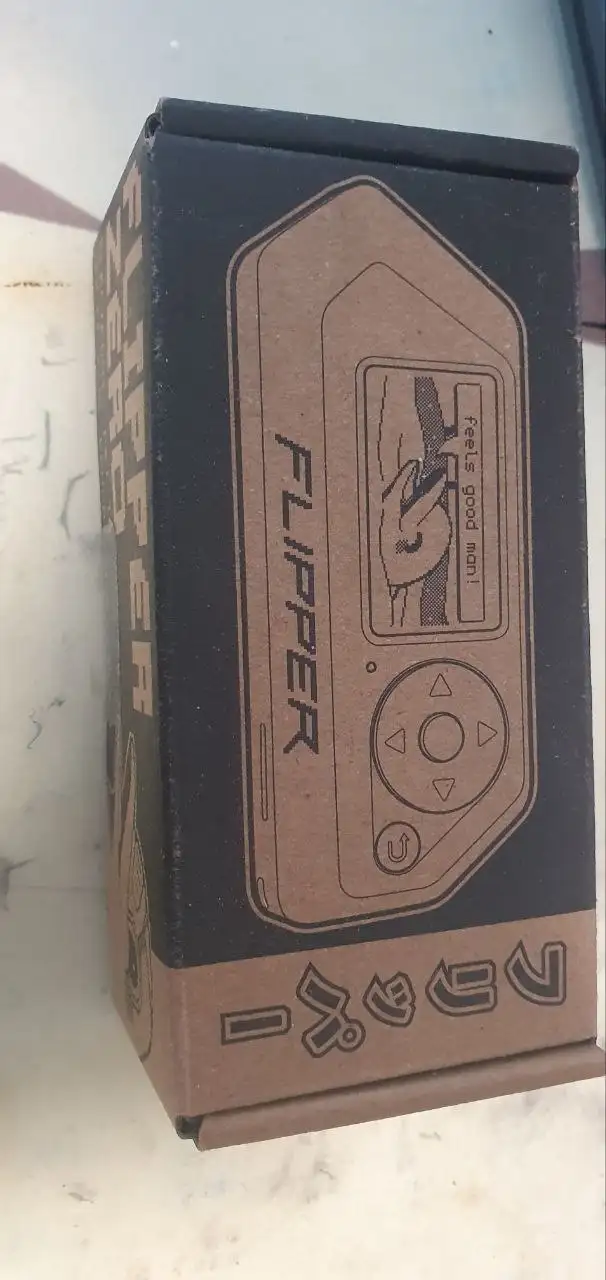 feels good man!
FLIPPER
フリッパー
FLIPPER
ZERO